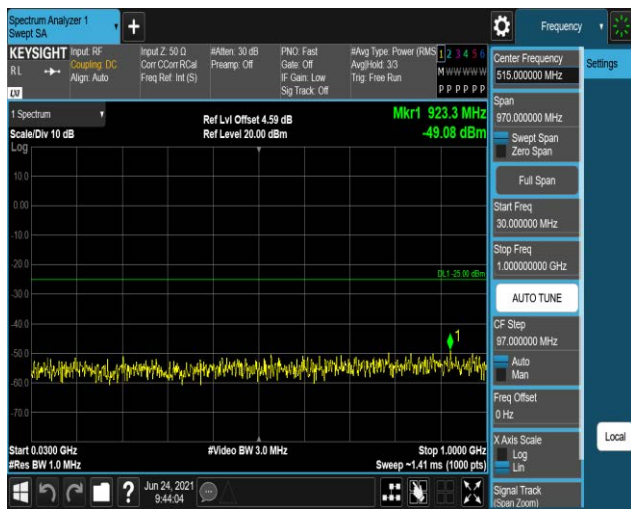 Spectrum Analyzer 1
Swept SA
Frequency
KEYSIGHT
RL
Input: RF
Coupling: DC
Align: Auto
Input Z: 50 Ω
Corr CCorr RCal
Freq Ref: Int (S)
#Atten: 30 dB
Preamp: Off
PNO: Fast
Gate: Off
IF Gain: Low
Sig Track: Off
#Avg Type: Power (RMS
Avg|Hold: 3/3
Trig: Free Run
1 2 3 4 5 6
M W W W W W
P P P P P P
LXI
1 Spectrum
Scale/Div 10 dB
Log
Ref Lvl Offset 4.59 dB
Ref Level 20.00 dBm
Mkr1 923.3 MHz
-49.08 dBm
10.0
0.00
-10.0
-20.0
DL1 -25.00 dBm
-30.0
-40.0
1
-50.0
-60.0
-70.0
Start 0.0300 GHz
#Res BW 1.0 MHz
#Video BW 3.0 MHz
Stop 1.0000 GHz
Sweep ~1.41 ms (1000 pts)
Jun 24, 2021
9:44:04
?
Center Frequency
515.000000 MHz
Span
970.000000 MHz
Swept Span
Zero Span
Full Span
Start Freq
30.000000 MHz
Stop Freq
1.000000000 GHz
AUTO TUNE
CF Step
97.000000 MHz
Auto
Man
Freq Offset
0 Hz
X Axis Scale
Log
Lin
Signal Track
(Span Zoom)
Settings
Local